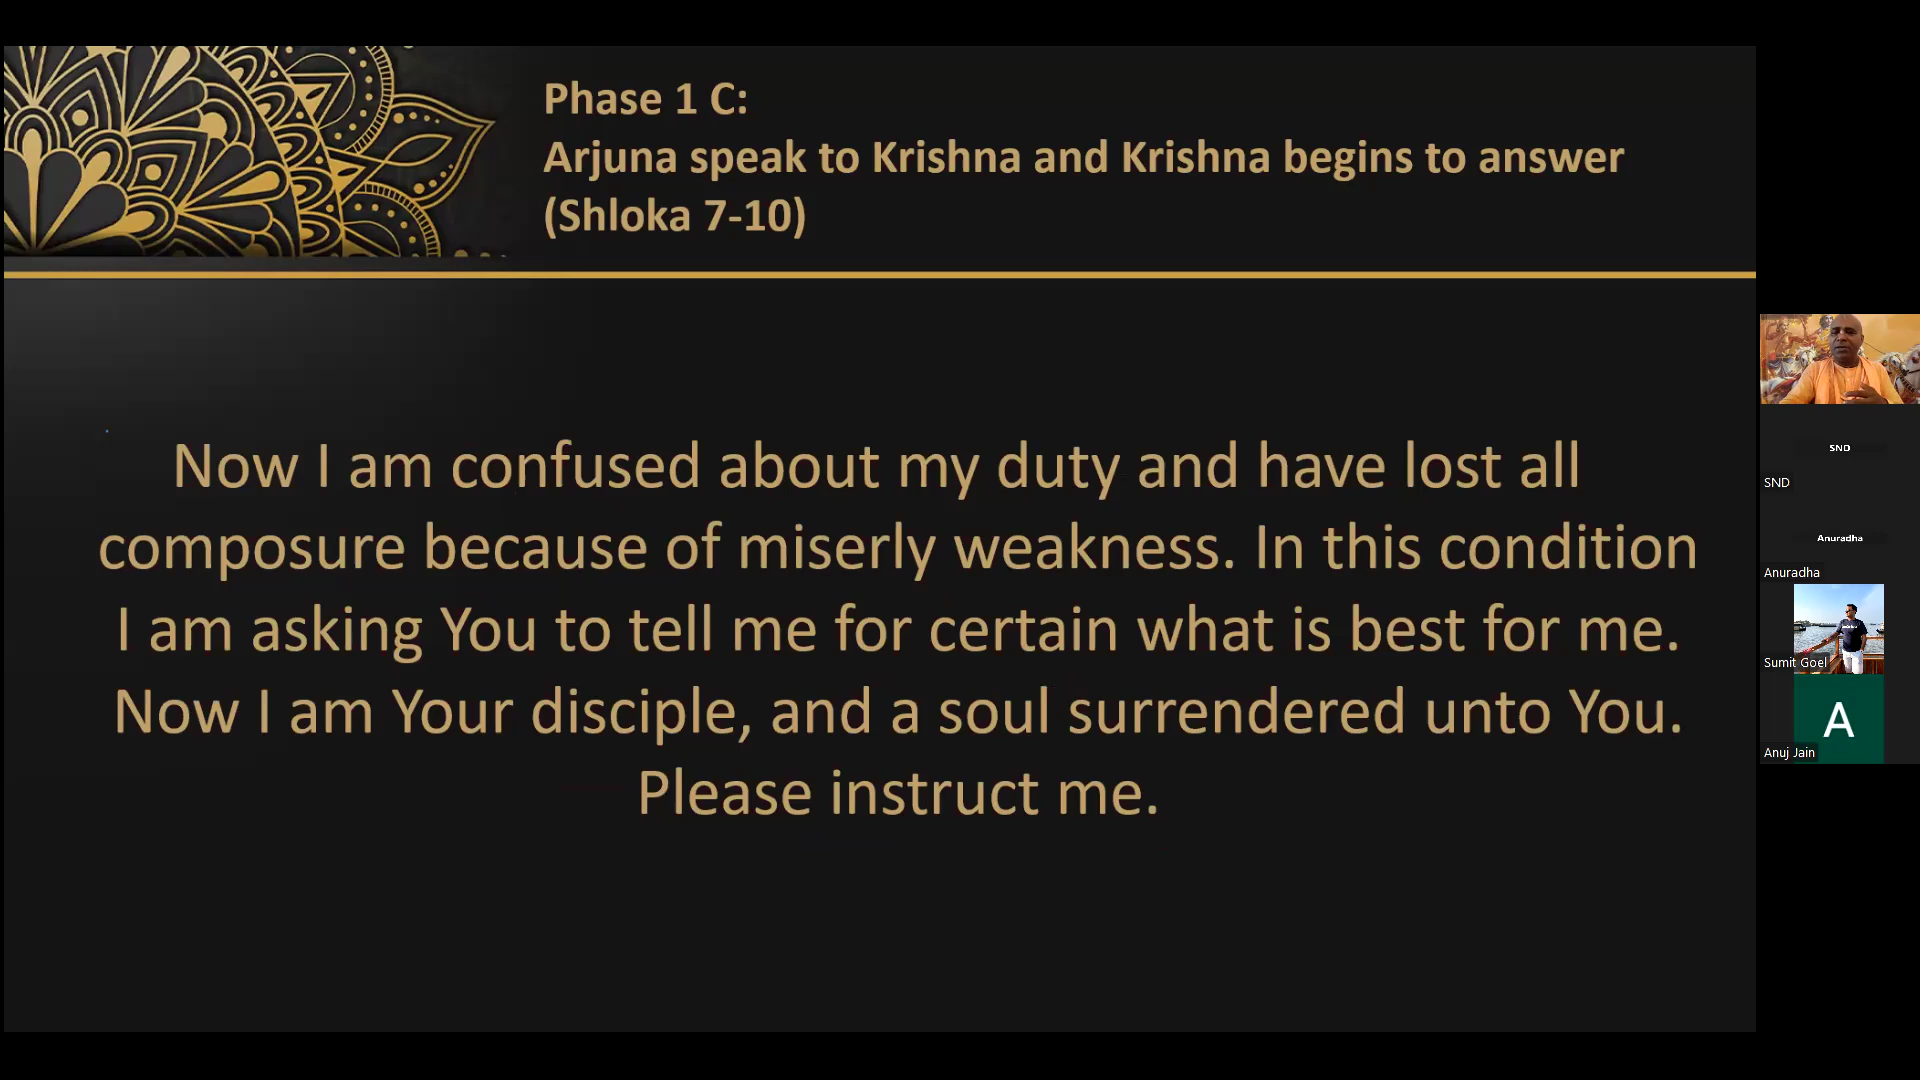 Phase 1 C:
Arjuna speak to Krishna and Krishna begins to answer
(Shloka 7-10)
Now I am confused about my duty and have lost all
composure because of miserly weakness. In this condition
I am asking You to tell me for certain what is best for me.
Now I am Your disciple, and a soul surrendered unto You.
Please instruct me.
SND
SND
Anuradha
Anuradha
Sumit Goel
A
Anuj Jain